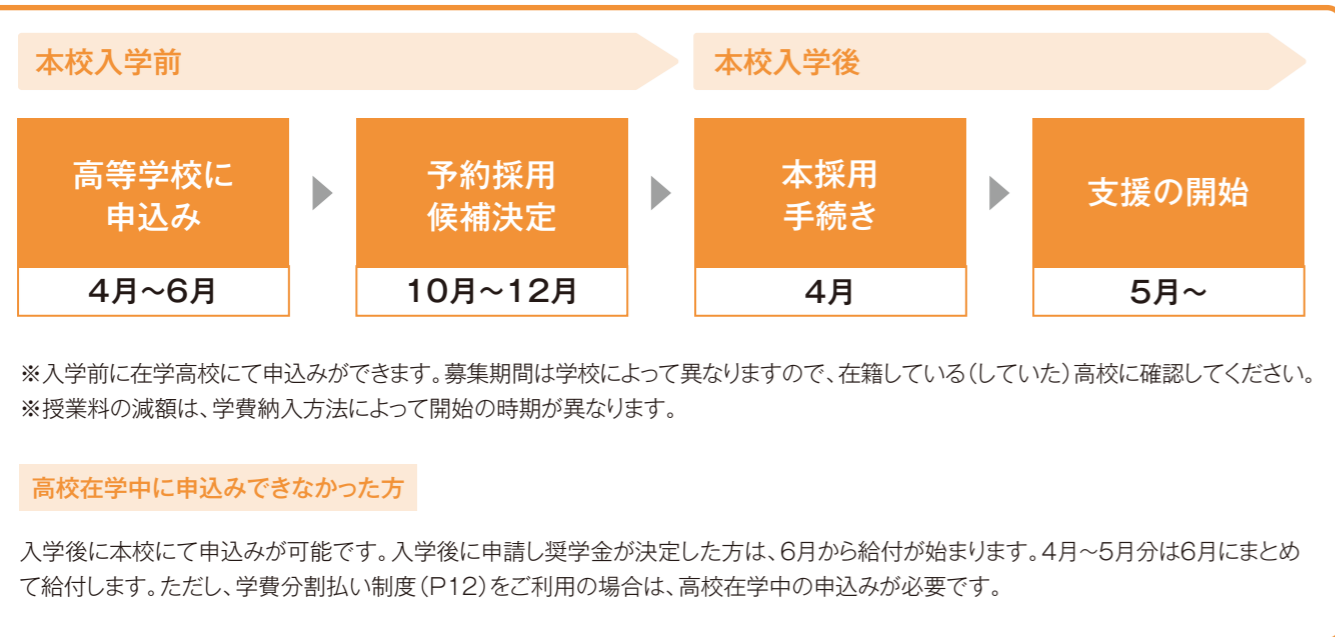 本校入学前
本校入学後
高等学校に
申込み
4月～6月
予約採用
候補決定
10月～12月
本採用
手続き
4月
支援の開始
5月～
※入学前に在学高校にて申込みができます。募集期間は学校によって異なりますので、在籍している(していた)高校に確認してください。
※授業料の減額は、学費納入方法によって開始の時期が異なります。
高校在学中に申込みできなかった方
入学後に本校にて申込みが可能です。入学後に申請し奨学金が決定した方は、6月から給付が始まります。4月～5月分は6月にまとめ
て給付します。ただし、学費分割払い制度(P12)をご利用の場合は、高校在学中の申込みが必要です。